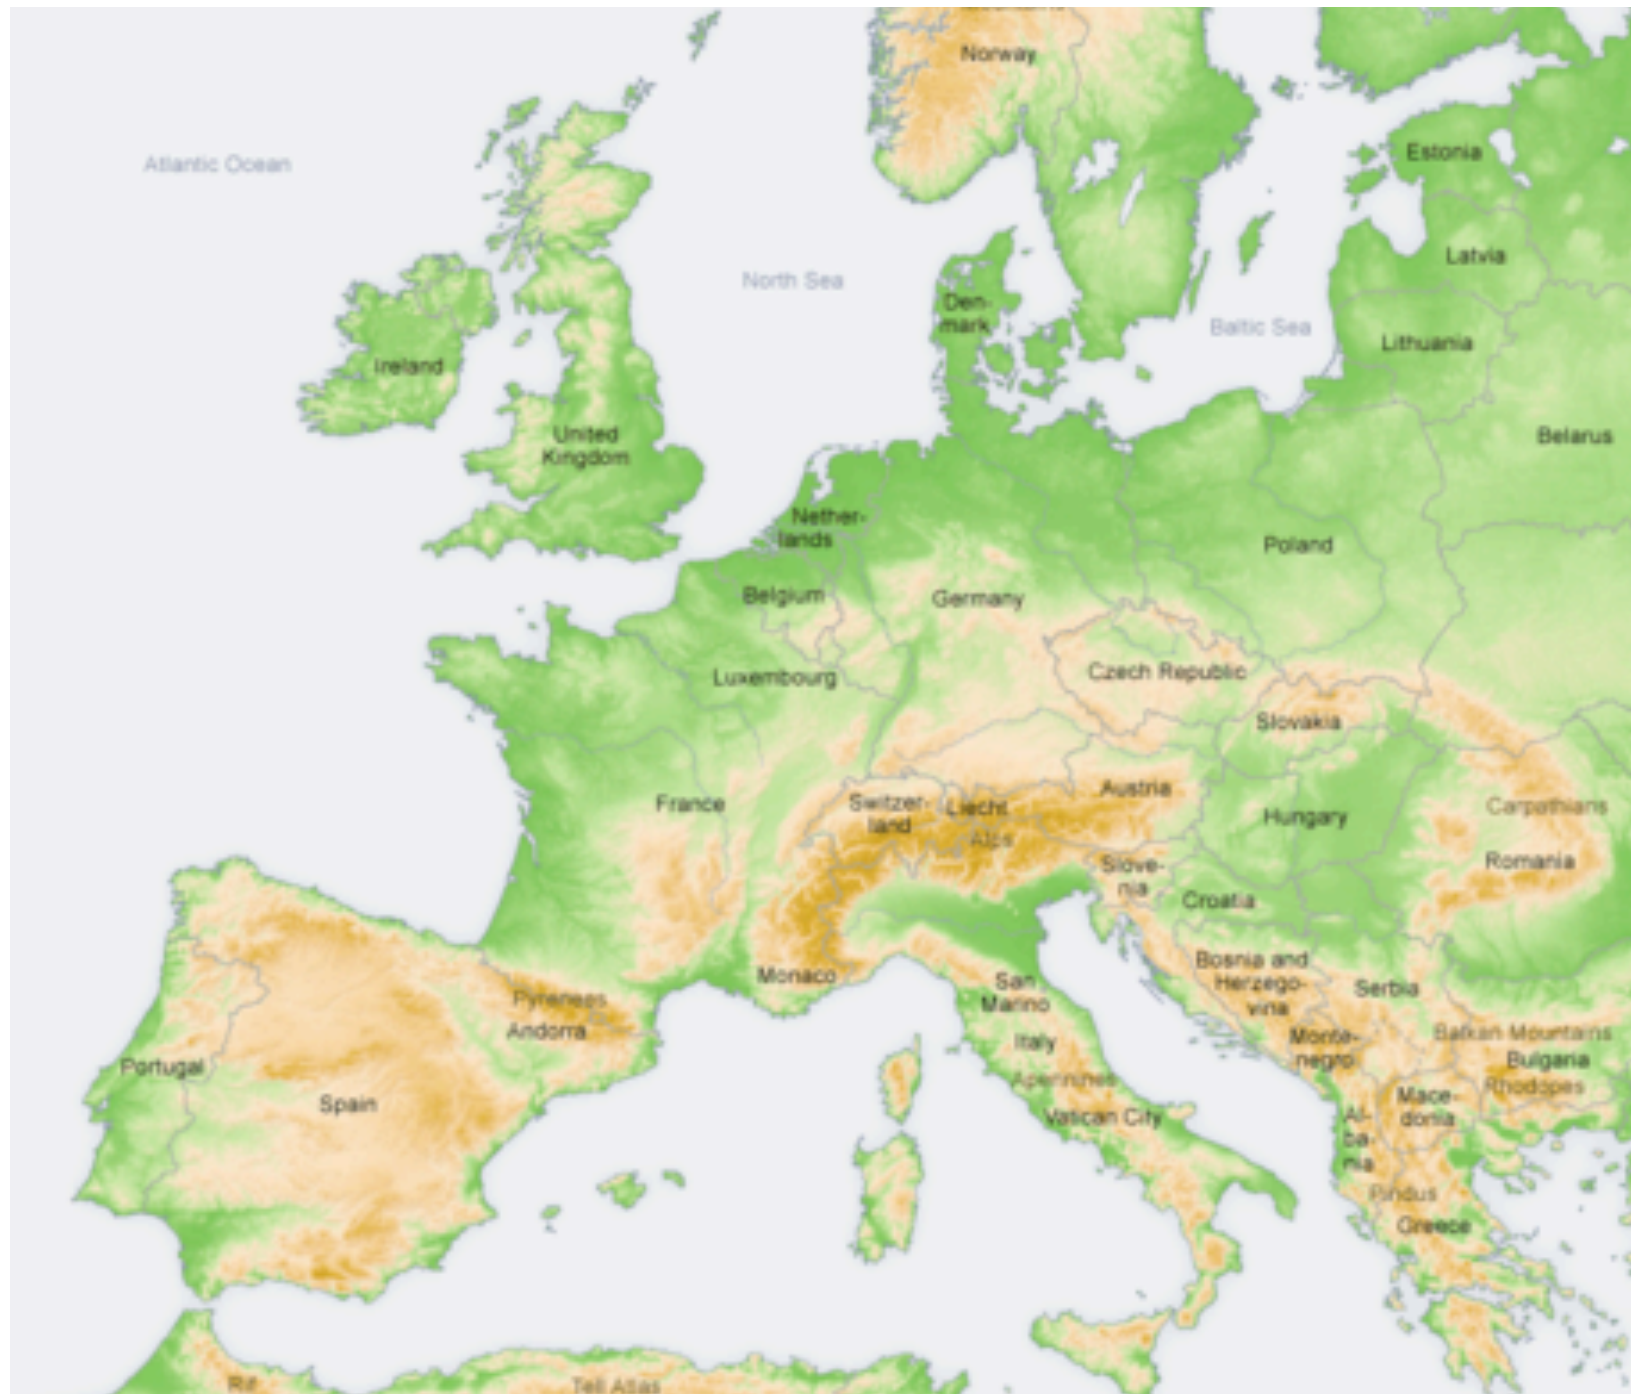 Norway
Atlantic Ocean
Estonia
Latvia
North Sea
Den-
mark
Baltic Sea
Lithuania
Ireland
United
Kingdom
Belarus
Nether-
lands
Poland
Belgium
Germany
Luxembourg
Czech Republic
Slovakia
France
Switzer-
land
Liecht
Austria
Alps
Hungary
Carpathians
Romania
Slove-
nia
Croatia
Monaco
San
Marino
Bosnia and
Herzego-
vina
Serbia
Pyrenees
Andorra
Italy
Monte-
negro
Balkan Mountains
Bulgaria
Rhodopes
Portugal
Spain
Apennines
Vatican City
Mace-
donia
Al-
ba-
nia
Pindus
Greece
Rif
Tell Atlas